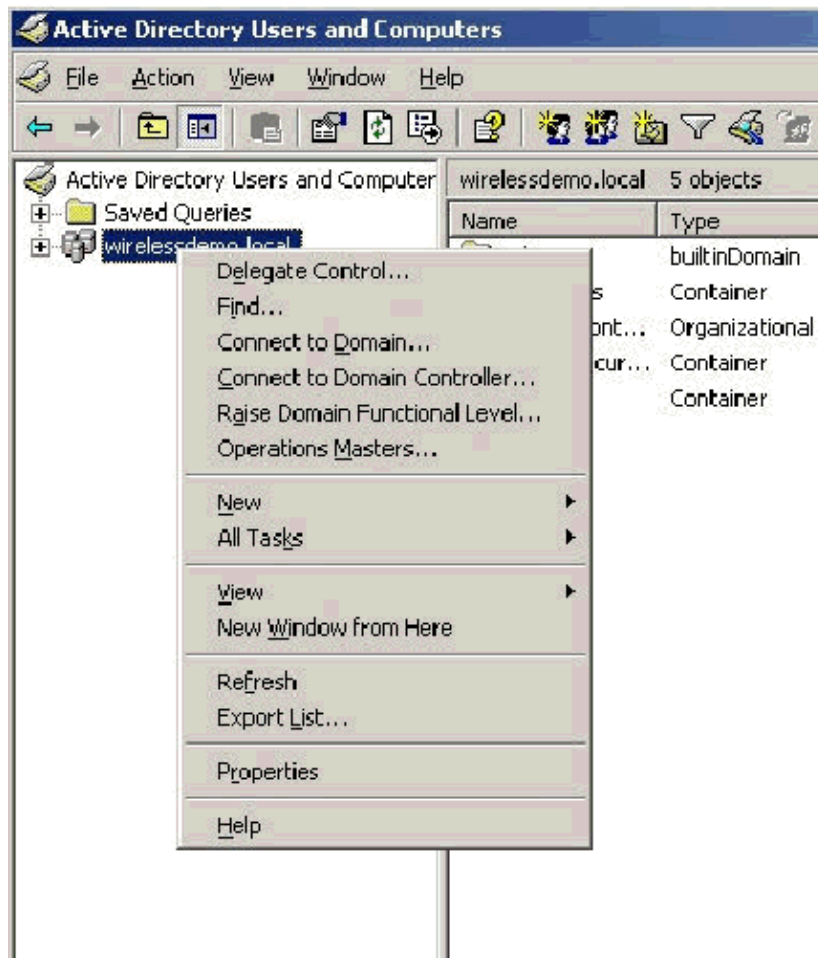 Active Directory Users and Computers
File Action View Window Help
Active Directory Users and Computer
Saved Queries
wirelessdemo.local
wirelessdemo.local 5 objects
Name Type
builtinDomain
s Container
ont... Organizational
cur... Container
Container
Delegate Control...
Find...
Connect to Domain...
Connect to Domain Controller...
Raise Domain Functional Level...
Operations Masters...
New
All Tasks
View
New Window from Here
Refresh
Export List...
Properties
Help